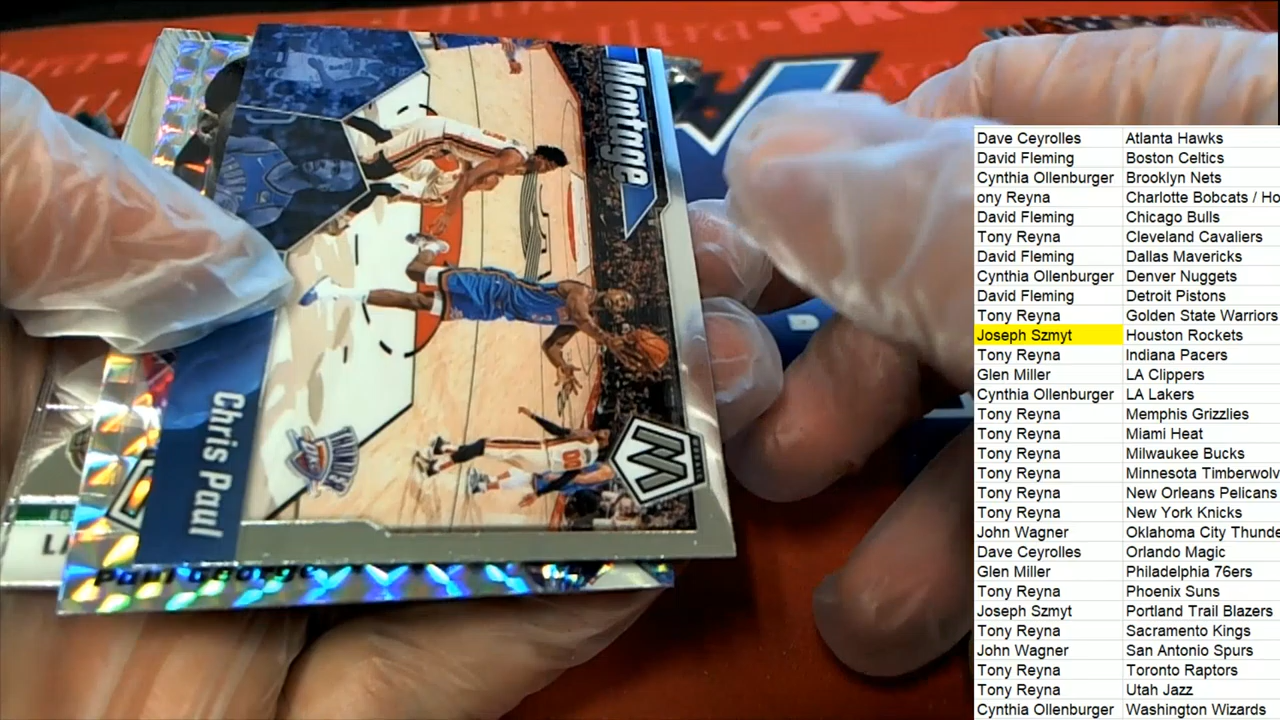 Ultra•PRO
Montage
Chris Paul
THUNDER
MOSAIC
Paul George
Dave Ceyrolles Atlanta Hawks
David Fleming Boston Celtics
Cynthia Ollenburger Brooklyn Nets
ony Reyna Charlotte Bobcats / Ho
David Fleming Chicago Bulls
Tony Reyna Cleveland Cavaliers
David Fleming Dallas Mavericks
Cynthia Ollenburger Denver Nuggets
David Fleming Detroit Pistons
Tony Reyna Golden State Warriors
Joseph Szmyt Houston Rockets
Tony Reyna Indiana Pacers
Glen Miller LA Clippers
Cynthia Ollenburger LA Lakers
Tony Reyna Memphis Grizzlies
Tony Reyna Miami Heat
Tony Reyna Milwaukee Bucks
Tony Reyna Minnesota Timberwolv
Tony Reyna New Orleans Pelicans
Tony Reyna New York Knicks
John Wagner Oklahoma City Thunde
Dave Ceyrolles Orlando Magic
Glen Miller Philadelphia 76ers
Tony Reyna Phoenix Suns
Joseph Szmyt Portland Trail Blazers
Tony Reyna Sacramento Kings
John Wagner San Antonio Spurs
Tony Reyna Toronto Raptors
Tony Reyna Utah Jazz
Cynthia Ollenburger Washington Wizards